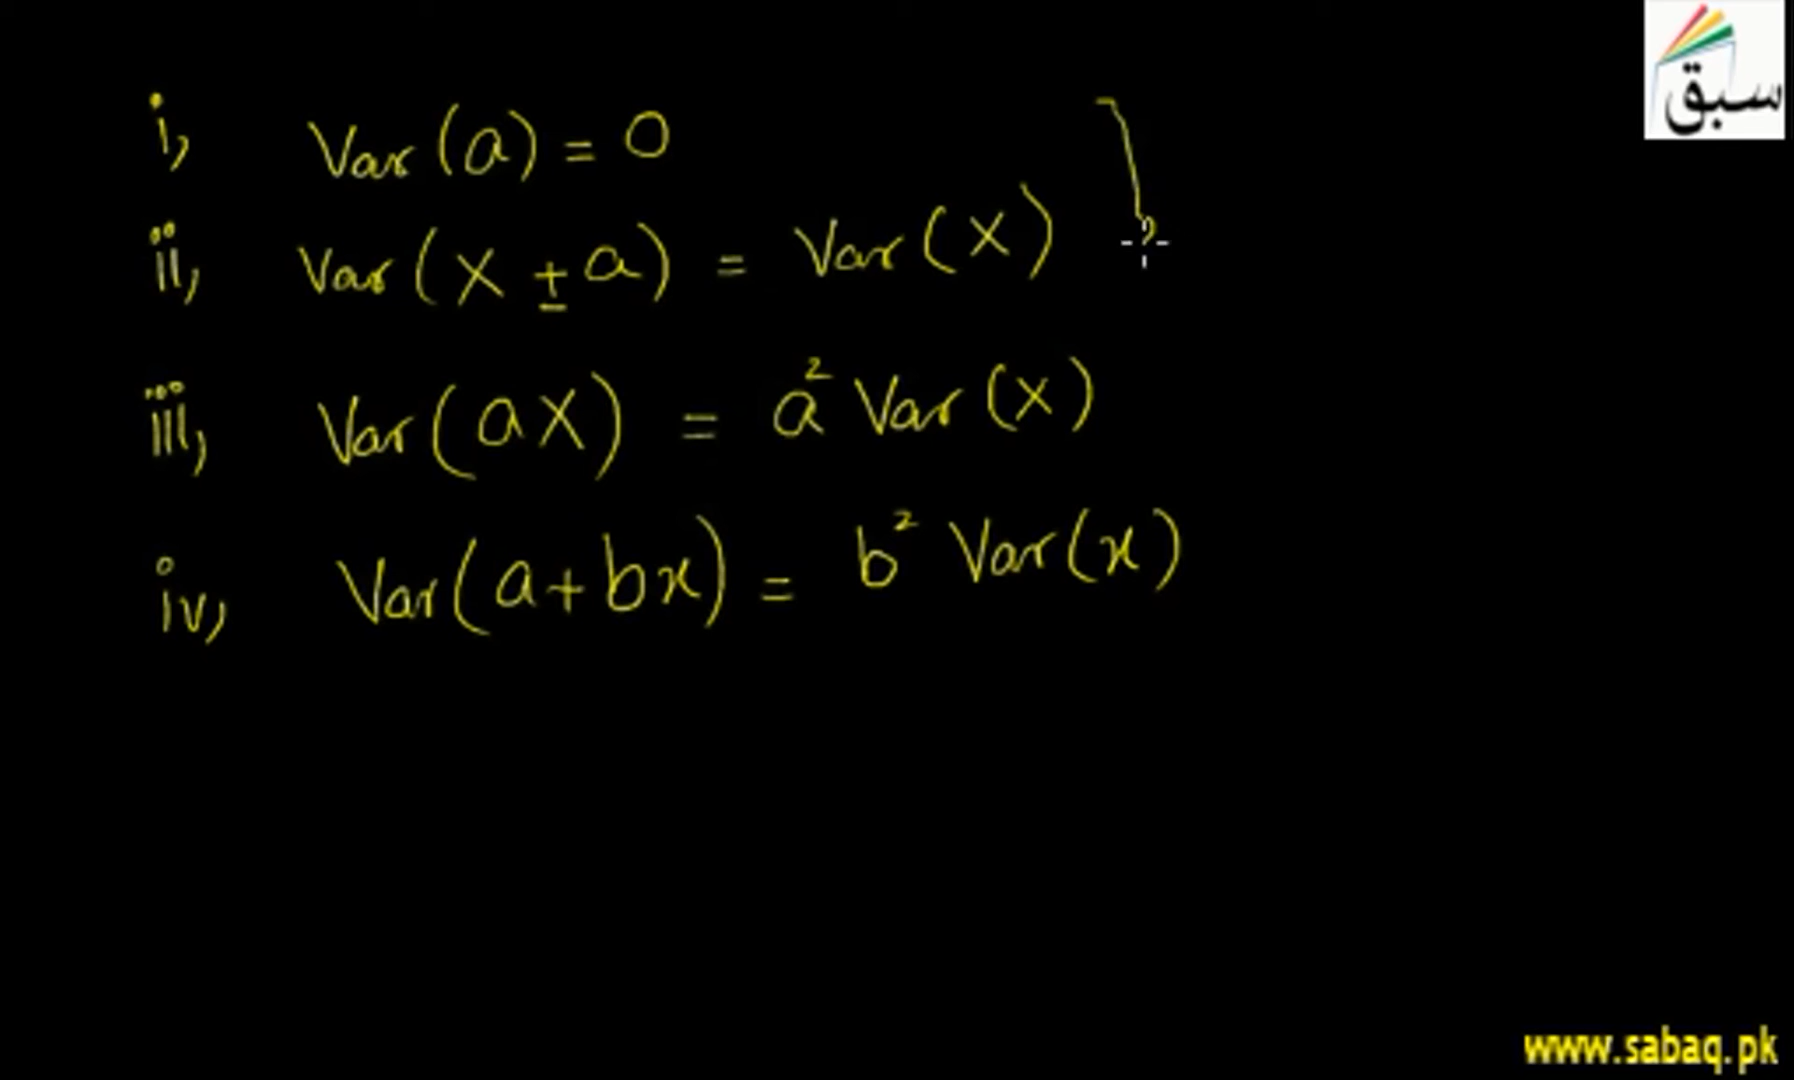 سبق
i, Var(a) = 0
ii, Var(X ± a) = Var(X)
iii, Var(aX) = a² Var(X)
iv, Var(a+bx) = b² Var(x)
www.sabaq.pk